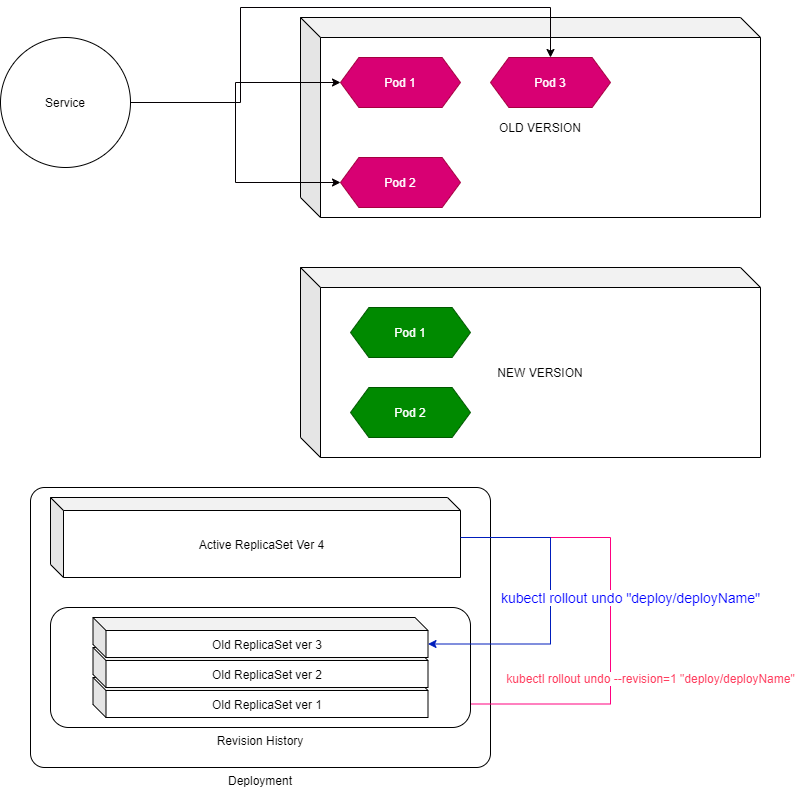 Service
Pod 1
Pod 3
OLD VERSION
Pod 2
Pod 1
NEW VERSION
Pod 2
Active ReplicaSet Ver 4
kubectl rollout undo "deploy/deployName"
Old ReplicaSet ver 3
Old ReplicaSet ver 2
kubectl rollout undo --revision=1 "deploy/deployName"
Old ReplicaSet ver 1
Revision History
Deployment